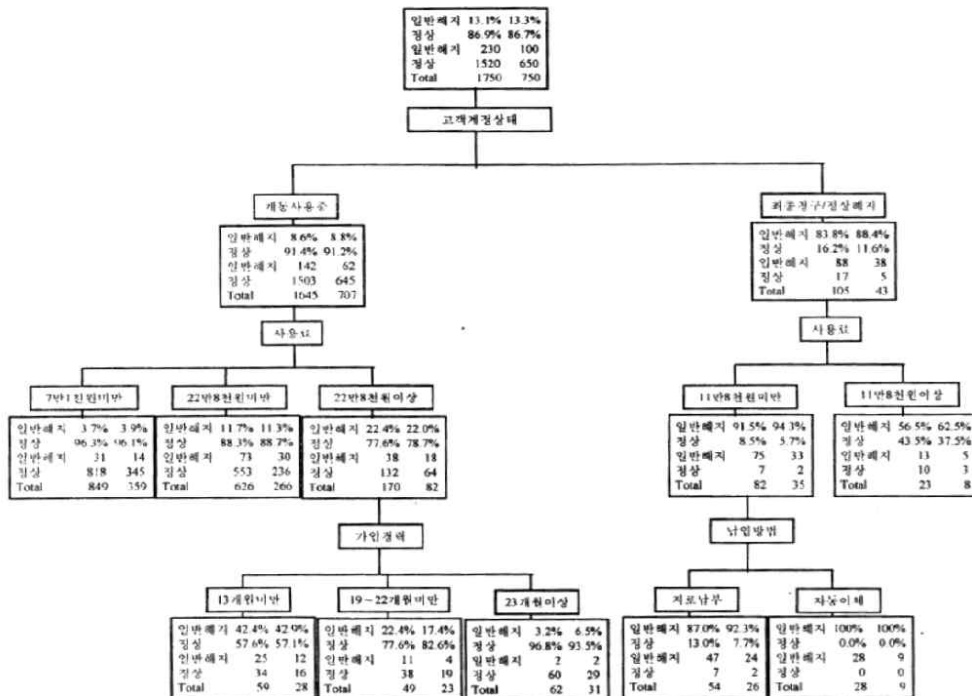 일반해지 13.1% 13.3%
정상 86.9% 86.7%
일반해지 230 100
정상 1520 650
Total 1750 750
고객계정상태
개통사용중
일반해지 8.6% 8.8%
정상 91.4% 91.2%
일반해지 142 62
정상 1503 645
Total 1645 707
최종청구/정상해지
일반해지 83.8% 88.4%
정상 16.2% 11.6%
일반해지 88 38
정상 17 5
Total 105 43
사용료
사용료
7만1천원미만
일반해지 3.7% 3.9%
정상 96.3% 96.1%
일반해지 31 14
정상 818 345
Total 849 359
22만8천원미만
일반해지 11.7% 11.3%
정상 88.3% 88.7%
일반해지 73 30
정상 553 236
Total 626 266
22만8천원이상
일반해지 22.4% 22.0%
정상 77.6% 78.7%
일반해지 38 18
정상 132 64
Total 170 82
11만8천원미만
일반해지 91.5% 94.3%
정상 8.5% 5.7%
일반해지 75 33
정상 7 2
Total 82 35
11만8천원이상
일반해지 56.5% 62.5%
정상 43.5% 37.5%
일반해지 13 5
정상 10 3
Total 23 8
가입경력
납입방법
13개월미만
일반해지 42.4% 42.9%
정상 57.6% 57.1%
일반해지 25 12
정상 34 16
Total 59 28
19~22개월미만
일반해지 22.4% 17.4%
정상 77.6% 82.6%
일반해지 11 4
정상 38 19
Total 49 23
23개월이상
일반해지 3.2% 6.5%
정상 96.8% 93.5%
일반해지 2 2
정상 60 29
Total 62 31
지로납부
일반해지 87.0% 92.3%
정상 13.0% 7.7%
일반해지 47 24
정상 7 2
Total 54 26
자동이체
일반해지 100% 100%
정상 0.0% 0.0%
일반해지 28 9
정상 0 0
Total 28 9